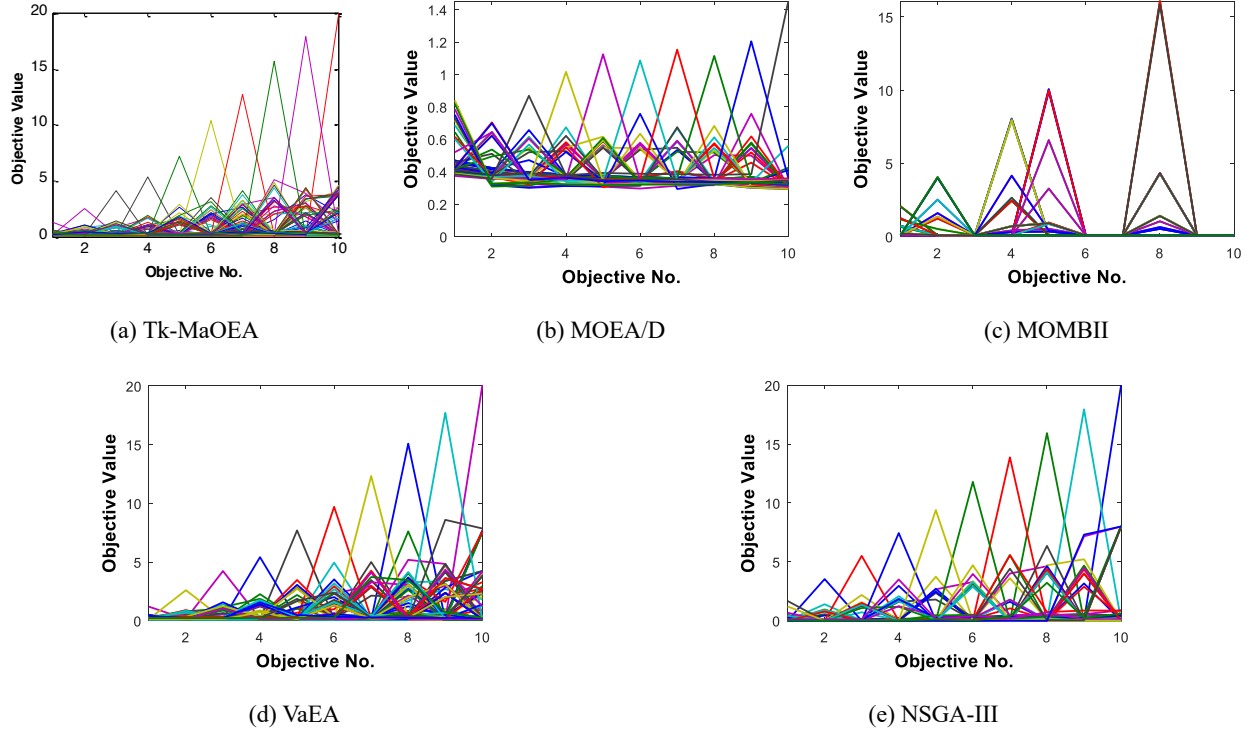 20
15
10
5
0
Objective Value
2 4 6 8 10
Objective No.
(a) Tk-MaOEA
1.4
1.2
1
0.8
0.6
0.4
0.2
0
Objective Value
2 4 6 8 10
Objective No.
(b) MOEA/D
15
10
5
0
Objective Value
2 4 6 8 10
Objective No.
(c) MOMBII
20
15
10
5
0
Objective Value
2 4 6 8 10
Objective No.
(d) VaEA
20
15
10
5
0
Objective Value
2 4 6 8 10
Objective No.
(e) NSGA-III